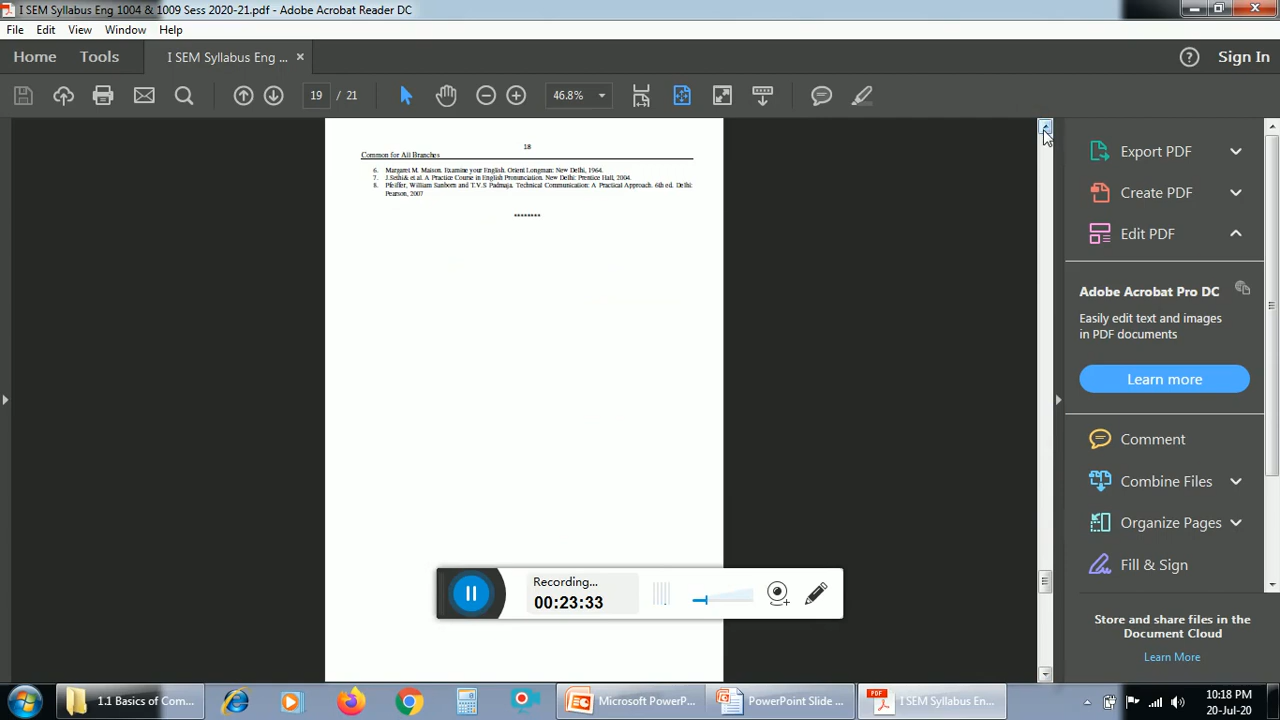 I SEM Syllabus Eng 1004 & 1009 Sess 2020-21.pdf - Adobe Acrobat Reader DC
File Edit View Window Help
Home Tools I SEM Syllabus Eng ... × Sign In
19 / 21 46.8%
18
Common for All Branches
6. Margaret M. Maison. Examine your English. Orient Longman: New Delhi, 1964.
7. J.Sethi& et al. A Practice Course in English Pronunciation. New Delhi: Prentice Hall, 2004.
8. Pfeiffer, William Sanborn and T.V.S Padmaja. Technical Communication: A Practical Approach. 6th ed. Delhi:
Pearson, 2007
********
Export PDF
Create PDF
Edit PDF
Adobe Acrobat Pro DC
Easily edit text and images
in PDF documents
Learn more
Comment
Combine Files
Organize Pages
Fill & Sign
Store and share files in the
Document Cloud
Learn More
Recording...
00:23:33
1.1 Basics of Com... Microsoft PowerP... PowerPoint Slide ... I SEM Syllabus En...
10:18 PM
20-Jul-20